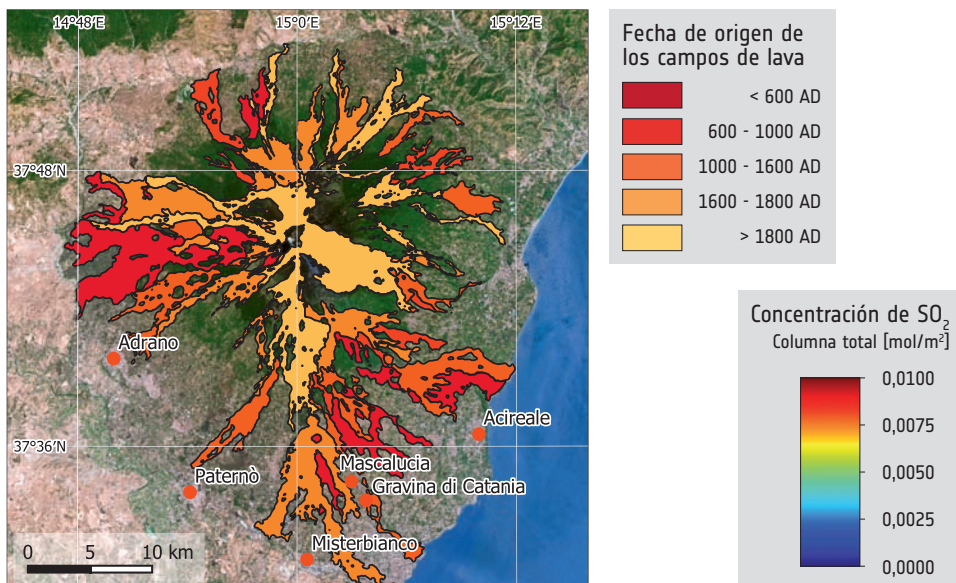 14°48'E
15°0'E
15°12'E
37°48'N
37°36'N
Adrano
Acireale
Mascalucia
Paternò
Gravina di Catania
Misterbianco
0 5 10 km
Fecha de origen de
los campos de lava
< 600 AD
600 - 1000 AD
1000 - 1600 AD
1600 - 1800 AD
> 1800 AD
Concentración de SO₂
Columna total [mol/m²]
0,0100
0,0075
0,0050
0,0025
0,0000